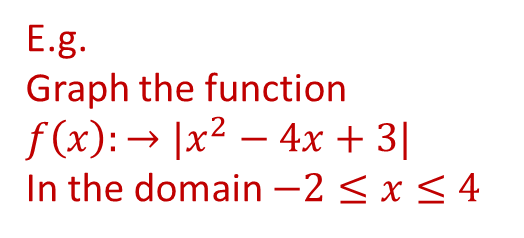 E.g.
Graph the function
f(x):→ |x² − 4x + 3|
In the domain −2 ≤ x ≤ 4